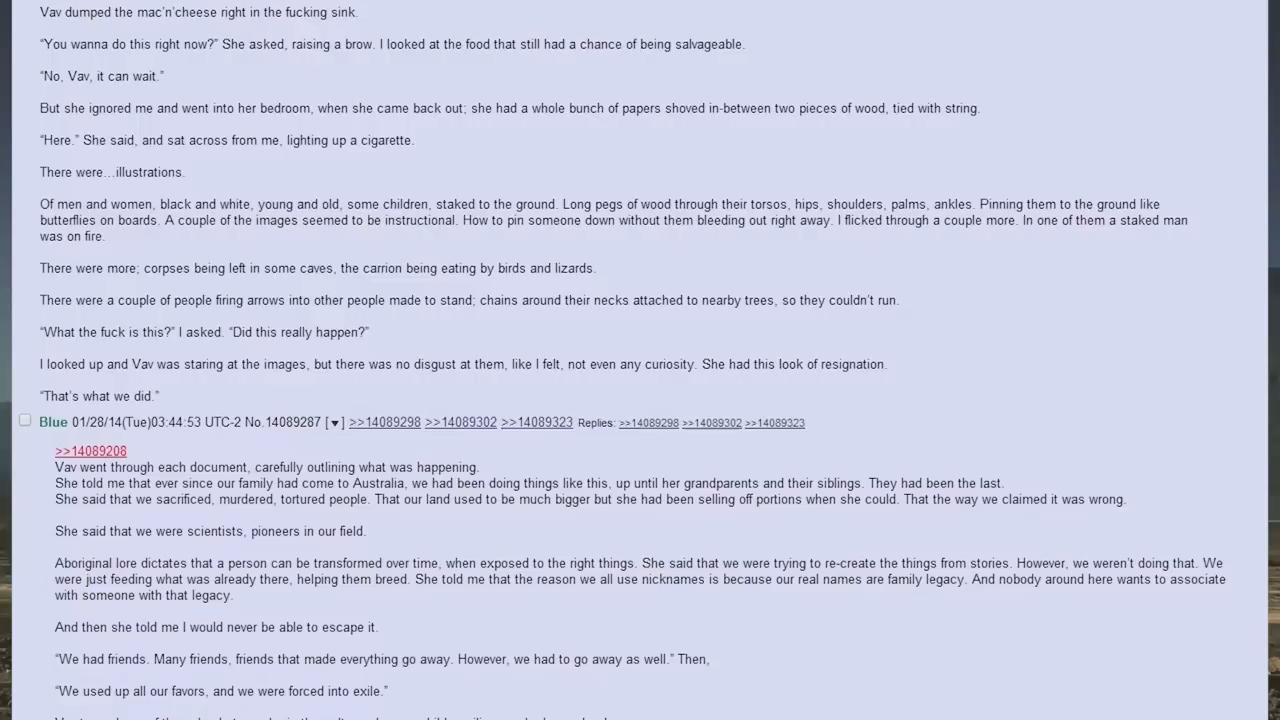 Vav dumped the mac’n’cheese right in the fucking sink.
“You wanna do this right now?” She asked, raising a brow. I looked at the food that still had a chance of being salvageable.
“No, Vav, it can wait.”
But she ignored me and went into her bedroom, when she came back out; she had a whole bunch of papers shoved in-between two pieces of wood, tied with string.
“Here.” She said, and sat across from me, lighting up a cigarette.
There were…illustrations.
Of men and women, black and white, young and old, some children, staked to the ground. Long pegs of wood through their torsos, hips, shoulders, palms, ankles. Pinning them to the ground like
butterflies on boards. A couple of the images seemed to be instructional. How to pin someone down without them bleeding out right away. I flicked through a couple more. In one of them a staked man
was on fire.
There were more; corpses being left in some caves, the carrion being eating by birds and lizards.
There were a couple of people firing arrows into other people made to stand; chains around their necks attached to nearby trees, so they couldn’t run.
“What the fuck is this?” I asked. “Did this really happen?”
I looked up and Vav was staring at the images, but there was no disgust at them, like I felt, not even any curiosity. She had this look of resignation.
“That’s what we did.”
Blue 01/28/14(Tue)03:44:53 UTC-2 No.14089287 [▼] >>14089298 >>14089302 >>14089323 Replies: >>14089298 >>14089302 >>14089323
>>14089208
Vav went through each document, carefully outlining what was happening.
She told me that ever since our family had come to Australia, we had been doing things like this, up until her grandparents and their siblings. They had been the last.
She said that we sacrificed, murdered, tortured people. That our land used to be much bigger but she had been selling off portions when she could. That the way we claimed it was wrong.
She said that we were scientists, pioneers in our field.
Aboriginal lore dictates that a person can be transformed over time, when exposed to the right things. She said that we were trying to re-create the things from stories. However, we weren’t doing that. We
were just feeding what was already there, helping them breed. She told me that the reason we all use nicknames is because our real names are family legacy. And nobody around here wants to associate
with someone with that legacy.
And then she told me I would never be able to escape it.
“We had friends. Many friends, friends that made everything go away. However, we had to go away as well.” Then,
“We used up all our favors, and we were forced into exile.”